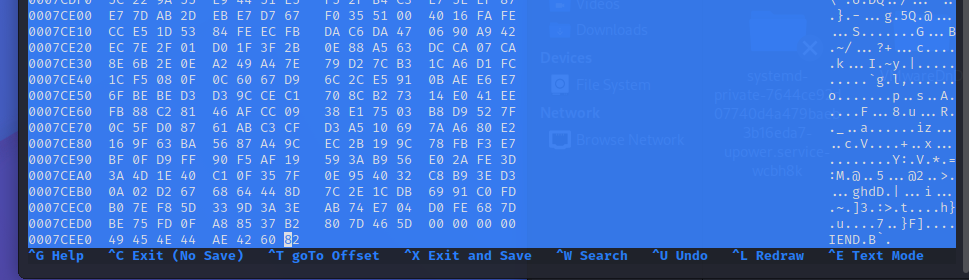 0007CE00 E7 7D AB 2D EB E7 D7 67 F0 35 51 00 40 16 FA FE .}.-...g.5Q.@...
0007CE10 CC E5 1D 53 84 FE EC FB DA C6 DA 47 06 90 A9 42 ...S.......G...B
0007CE20 EC 7E 2F 01 D0 1F 3F 2B 0E 88 A5 63 DC CA 07 CA .~/...?+...c....
0007CE30 8E 6B 2E 0E A2 49 A4 7E 79 D2 7C B3 1C A6 D1 FC .k...I.~y.|.....
0007CE40 1C F5 08 0F 0C 60 67 D9 6C 2C E5 91 0B AE E6 E7 .....`g.l,......
0007CE50 6F BE BE D3 D3 9C CE C1 70 8C B2 73 14 E0 41 EE o.......p..s..A.
0007CE60 FB 88 C2 81 46 AF CC 09 38 E1 75 03 B8 D9 52 7F ....F...8.u...R.
0007CE70 0C 5F D0 87 61 AB C3 CF D3 A5 10 69 7A A6 80 E2 ._..a......iz...
0007CE80 16 9F 63 BA 56 87 A4 9C EC 2B 19 9C 78 FB F3 E7 ..c.V....+..x...
0007CE90 BF 0F D9 FF 90 F5 AF 19 59 3A B9 56 E0 2A FE 3D ........Y:.V.*.=
0007CEA0 3A 4D 1E 40 C1 0F 35 7F 0E 95 40 32 C8 B9 3E D3 :M.@..5...@2..>.
0007CEB0 0A 02 D2 67 68 64 44 8D 7C 2E 1C DB 69 91 C0 FD ...ghdD.|...i...
0007CEC0 B0 7E F8 5D 33 9D 3A 3E AB 74 E7 04 D0 FE 68 7D .~.]3.:>.t....h}
0007CED0 BE 75 FD 0F A8 85 37 B2 80 7D 46 5D 00 00 00 00 .u....7..}F]....
0007CEE0 49 45 4E 44 AE 42 60 82 IEND.B`.
^G Help ^C Exit (No Save) ^T goTo Offset ^X Exit and Save ^W Search ^U Undo ^L Redraw ^E Text Mode
Videos
Downloads
Devices
File System
Network
Browse Network
systemd-